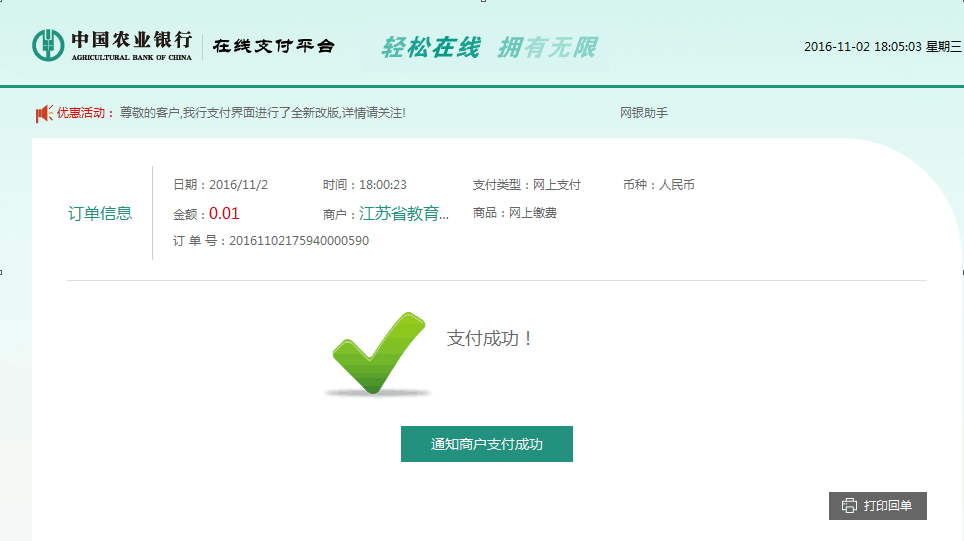 中国农业银行 在线支付平台 轻松在线 拥有无限 2016-11-02 18:05:03 星期三
AGRICULTURAL BANK OF CHINA
优惠活动： 尊敬的客户,我行支付界面进行了全新改版,详情请关注! 网银助手
日期：2016/11/2 时间：18:00:23 支付类型：网上支付 币种：人民币
订单信息 金额：0.01 商户：江苏省教育... 商品：网上缴费
订 单 号：20161102175940000590
支付成功！
通知商户支付成功
打印回单